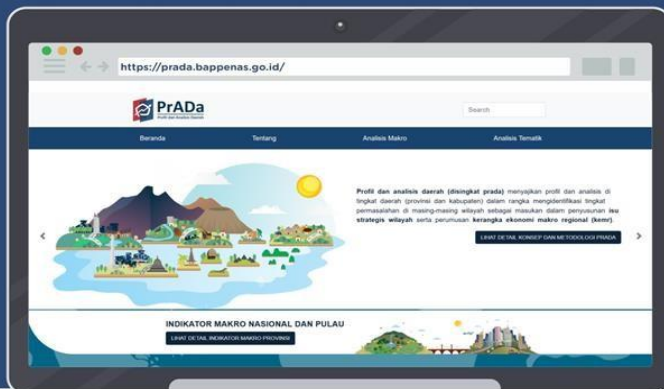 https://prada.bappenas.go.id/
PrADa
Profil dan Analisis Daerah
Search
Beranda Tentang Analisis Makro Analisis Tematik
Profil dan analisis daerah (disingkat prada) menyajikan profil dan analisis di
tingkat daerah (provinsi dan kabupaten) dalam rangka mengidentifikasi tingkat
permasalahan di masing-masing wilayah sebagai masukan dalam penyusunan isu
strategis wilayah serta perumusan kerangka ekonomi makro regional (kemr).
LIHAT DETAIL KONSEP DAN METODOLOGI PRADA
INDIKATOR MAKRO NASIONAL DAN PULAU
LIHAT DETAIL INDIKATOR MAKRO PROVINSI